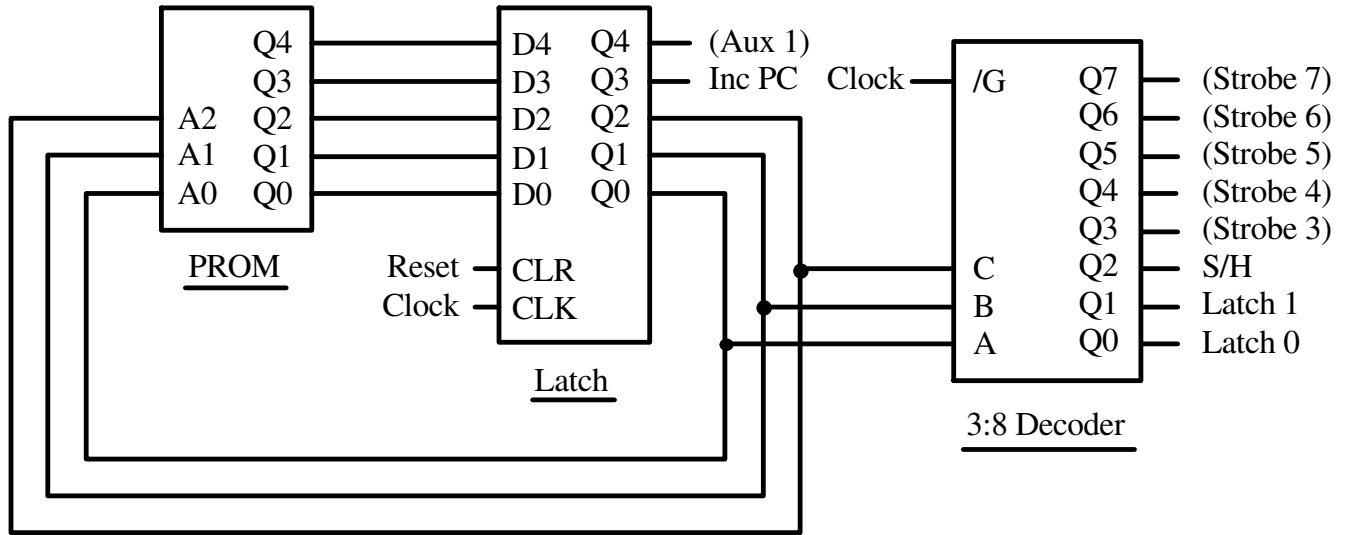 Q4 D4 Q4 (Aux 1)
Q3 D3 Q3 Inc PC Clock /G Q7 (Strobe 7)
A2 Q2 D2 Q2 Q6 (Strobe 6)
A1 Q1 D1 Q1 Q5 (Strobe 5)
A0 Q0 D0 Q0 Q4 (Strobe 4)
Q3 (Strobe 3)
PROM Reset CLR C Q2 S/H
Clock CLK B Q1 Latch 1
A Q0 Latch 0
Latch
3:8 Decoder